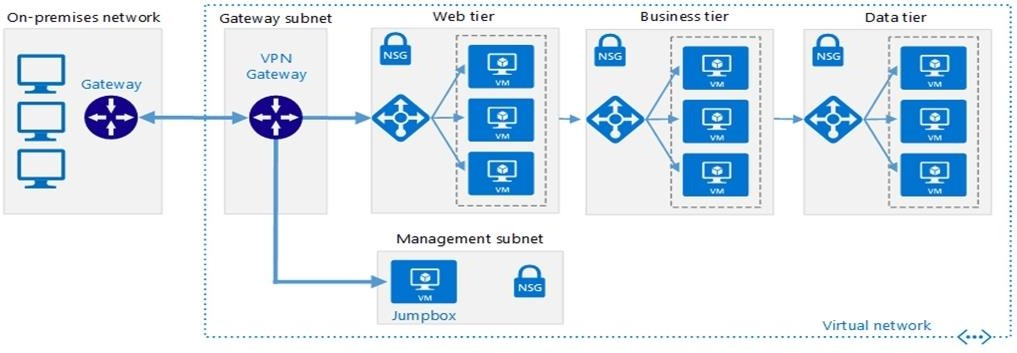 On-premises network
Gateway subnet
Web tier
Business tier
Data tier
Gateway
VPN
Gateway
NSG
VM
VM
VM
NSG
VM
VM
VM
NSG
VM
VM
VM
Management subnet
VM
Jumpbox
NSG
Virtual network